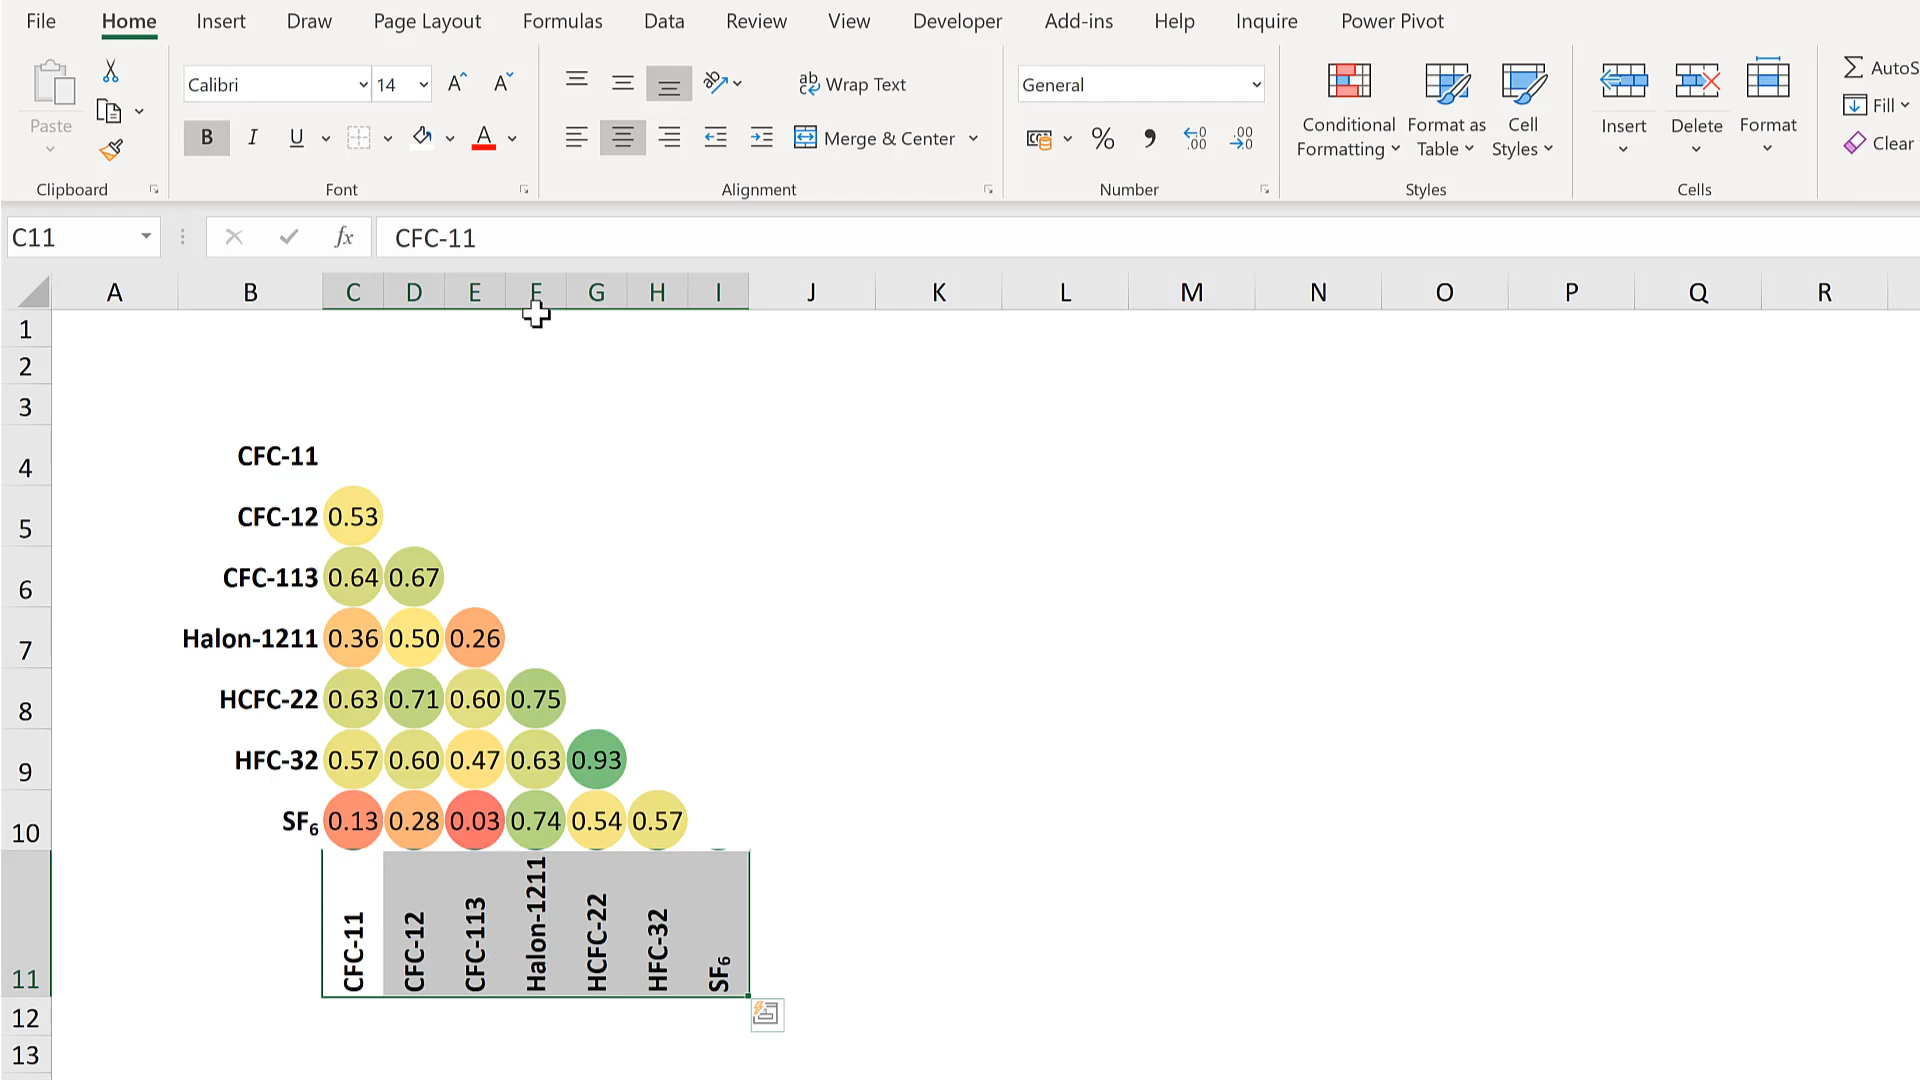 File Home Insert Draw Page Layout Formulas Data Review View Developer Add-ins Help Inquire Power Pivot
Paste
Clipboard
Calibri 14 A A
B I U A
Font
ab Wrap Text
Merge & Center
Alignment
General
% , .00 .00
Number
Conditional Formatting
Format as Table
Cell Styles
Styles
Insert Delete Format
Cells
AutoS
Fill
Clear
C11 fx CFC-11
A B C D E F G H I J K L M N O P Q R
1
2
3
4 CFC-11
5 CFC-12 0.53
6 CFC-113 0.64 0.67
7 Halon-1211 0.36 0.50 0.26
8 HCFC-22 0.63 0.71 0.60 0.75
9 HFC-32 0.57 0.60 0.47 0.63 0.93
10 SF₆ 0.13 0.28 0.03 0.74 0.54 0.57
11 CFC-11 CFC-12 CFC-113 Halon-1211 HCFC-22 HFC-32 SF₆
12
13